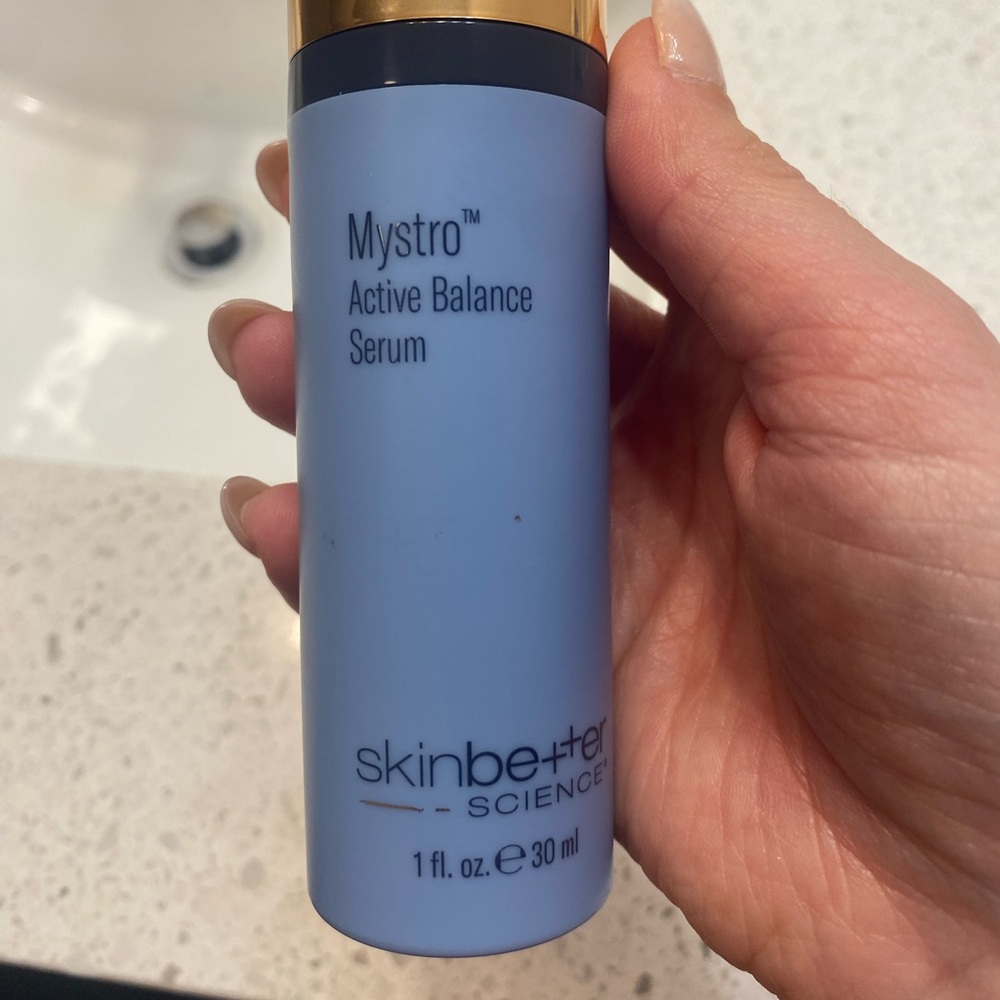 Mystro™
Active Balance
Serum
skinbetter
SCIENCE®
1 fl. oz. ℮ 30 ml